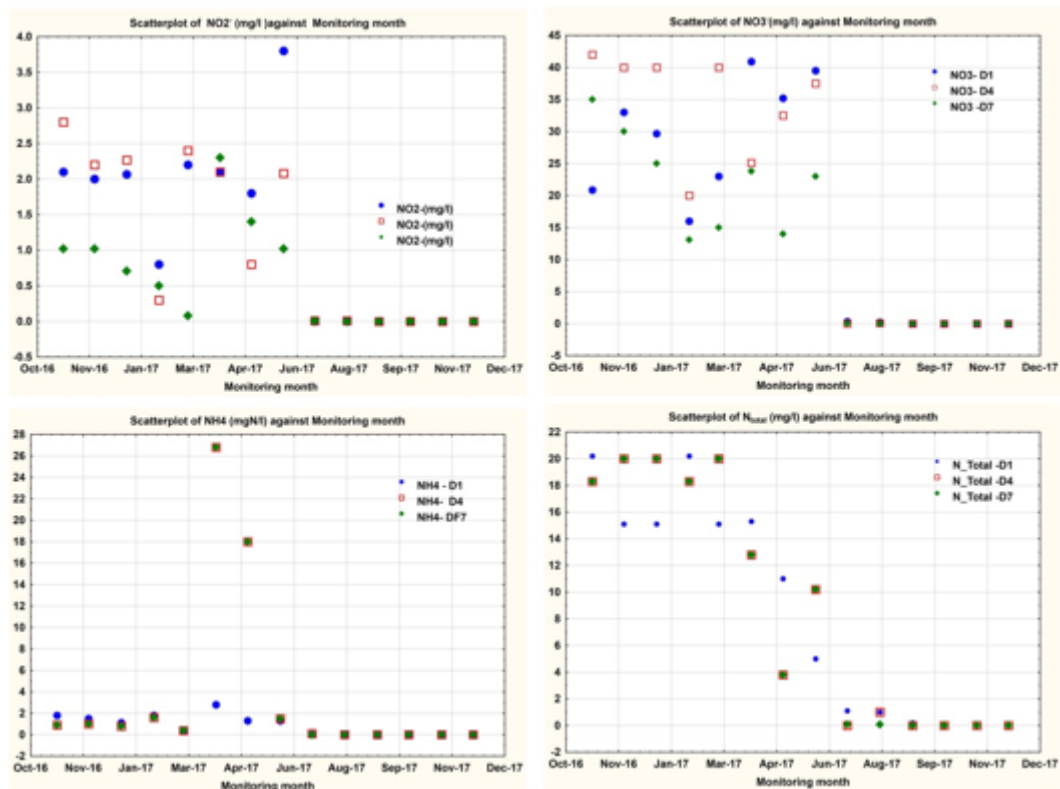 Scatterplot of NO2⁻ (mg/l )against Monitoring month
4.0
3.5
3.0
2.5
2.0
1.5
1.0
0.5
0.0
-0.5
NO2-(mg/l)
NO2-(mg/l)
NO2-(mg/l)
Oct-16 Nov-16 Jan-17 Mar-17 Apr-17 Jun-17 Aug-17 Sep-17 Nov-17 Dec-17
Monitoring month
Scatterplot of NO3⁻(mg/l) against Monitoring month
45
40
35
30
25
20
15
10
5
0
-5
NO3- D1
NO3- D4
NO3 -D7
Oct-16 Nov-16 Jan-17 Mar-17 Apr-17 Jun-17 Aug-17 Sep-17 Nov-17 Dec-17
Monitoring month
Scatterplot of NH4 (mgN/l) against Monitoring month
28
26
24
22
20
18
16
14
12
10
8
6
4
2
0
-2
NH4 - D1
NH4- D4
NH4- DF7
Oct-16 Nov-16 Jan-17 Mar-17 Apr-17 Jun-17 Aug-17 Sep-17 Nov-17 Dec-17
Monitoring month
Scatterplot of Ntotal (mg/l) against Monitoring month
22
20
18
16
14
12
10
8
6
4
2
0
-2
N_Total -D1
N_Total -D4
N_Total -D7
Oct-16 Nov-16 Jan-17 Mar-17 Apr-17 Jun-17 Aug-17 Sep-17 Nov-17 Dec-17
Monitoring month